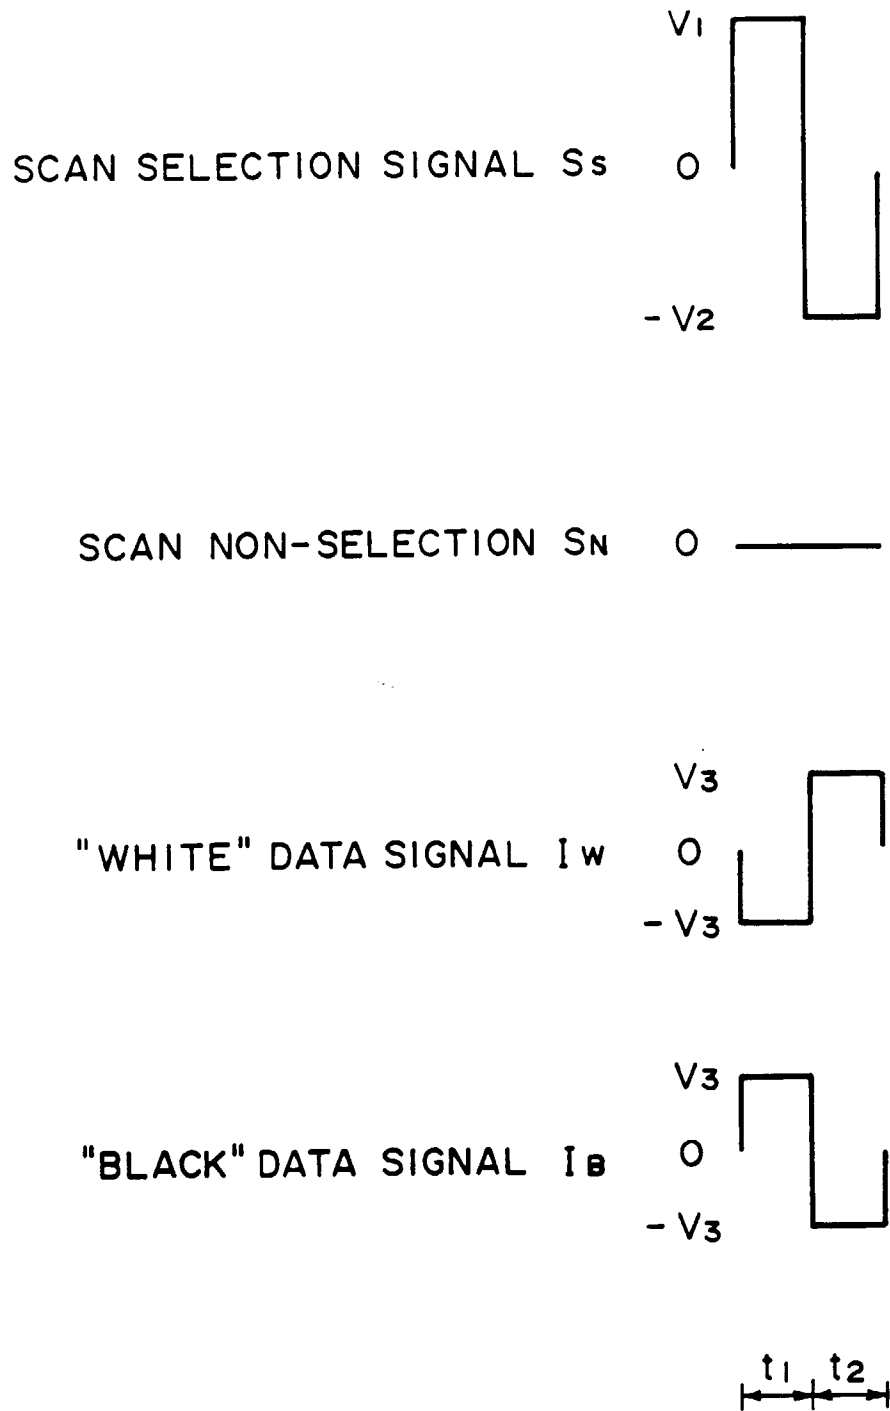 V1
SCAN SELECTION SIGNAL Ss 0
- V2
SCAN NON-SELECTION SN 0
V3
"WHITE" DATA SIGNAL IW 0
- V3
V3
"BLACK" DATA SIGNAL IB 0
- V3
t1 t2